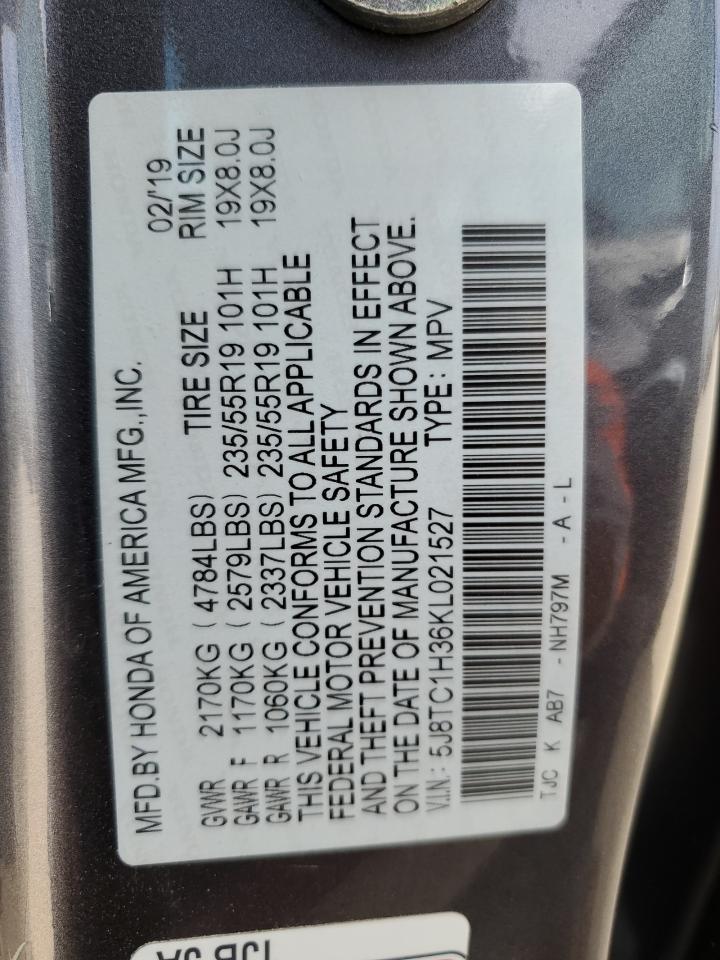 MFD.BY HONDA OF AMERICA MFG.,INC. 02/'19
GVWR 2170KG ( 4784LBS) TIRE SIZE RIM SIZE
GAWR F 1170KG ( 2579LBS) 235/55R19 101H 19X8.0J
GAWR R 1060KG ( 2337LBS) 235/55R19 101H 19X8.0J
THIS VEHICLE CONFORMS TO ALL APPLICABLE
FEDERAL MOTOR VEHICLE SAFETY
AND THEFT PREVENTION STANDARDS IN EFFECT
ON THE DATE OF MANUFACTURE SHOWN ABOVE.
V.I.N.: 5J8TC1H36KL021527 TYPE: MPV
TJC K AB7 - NH797M - A - L